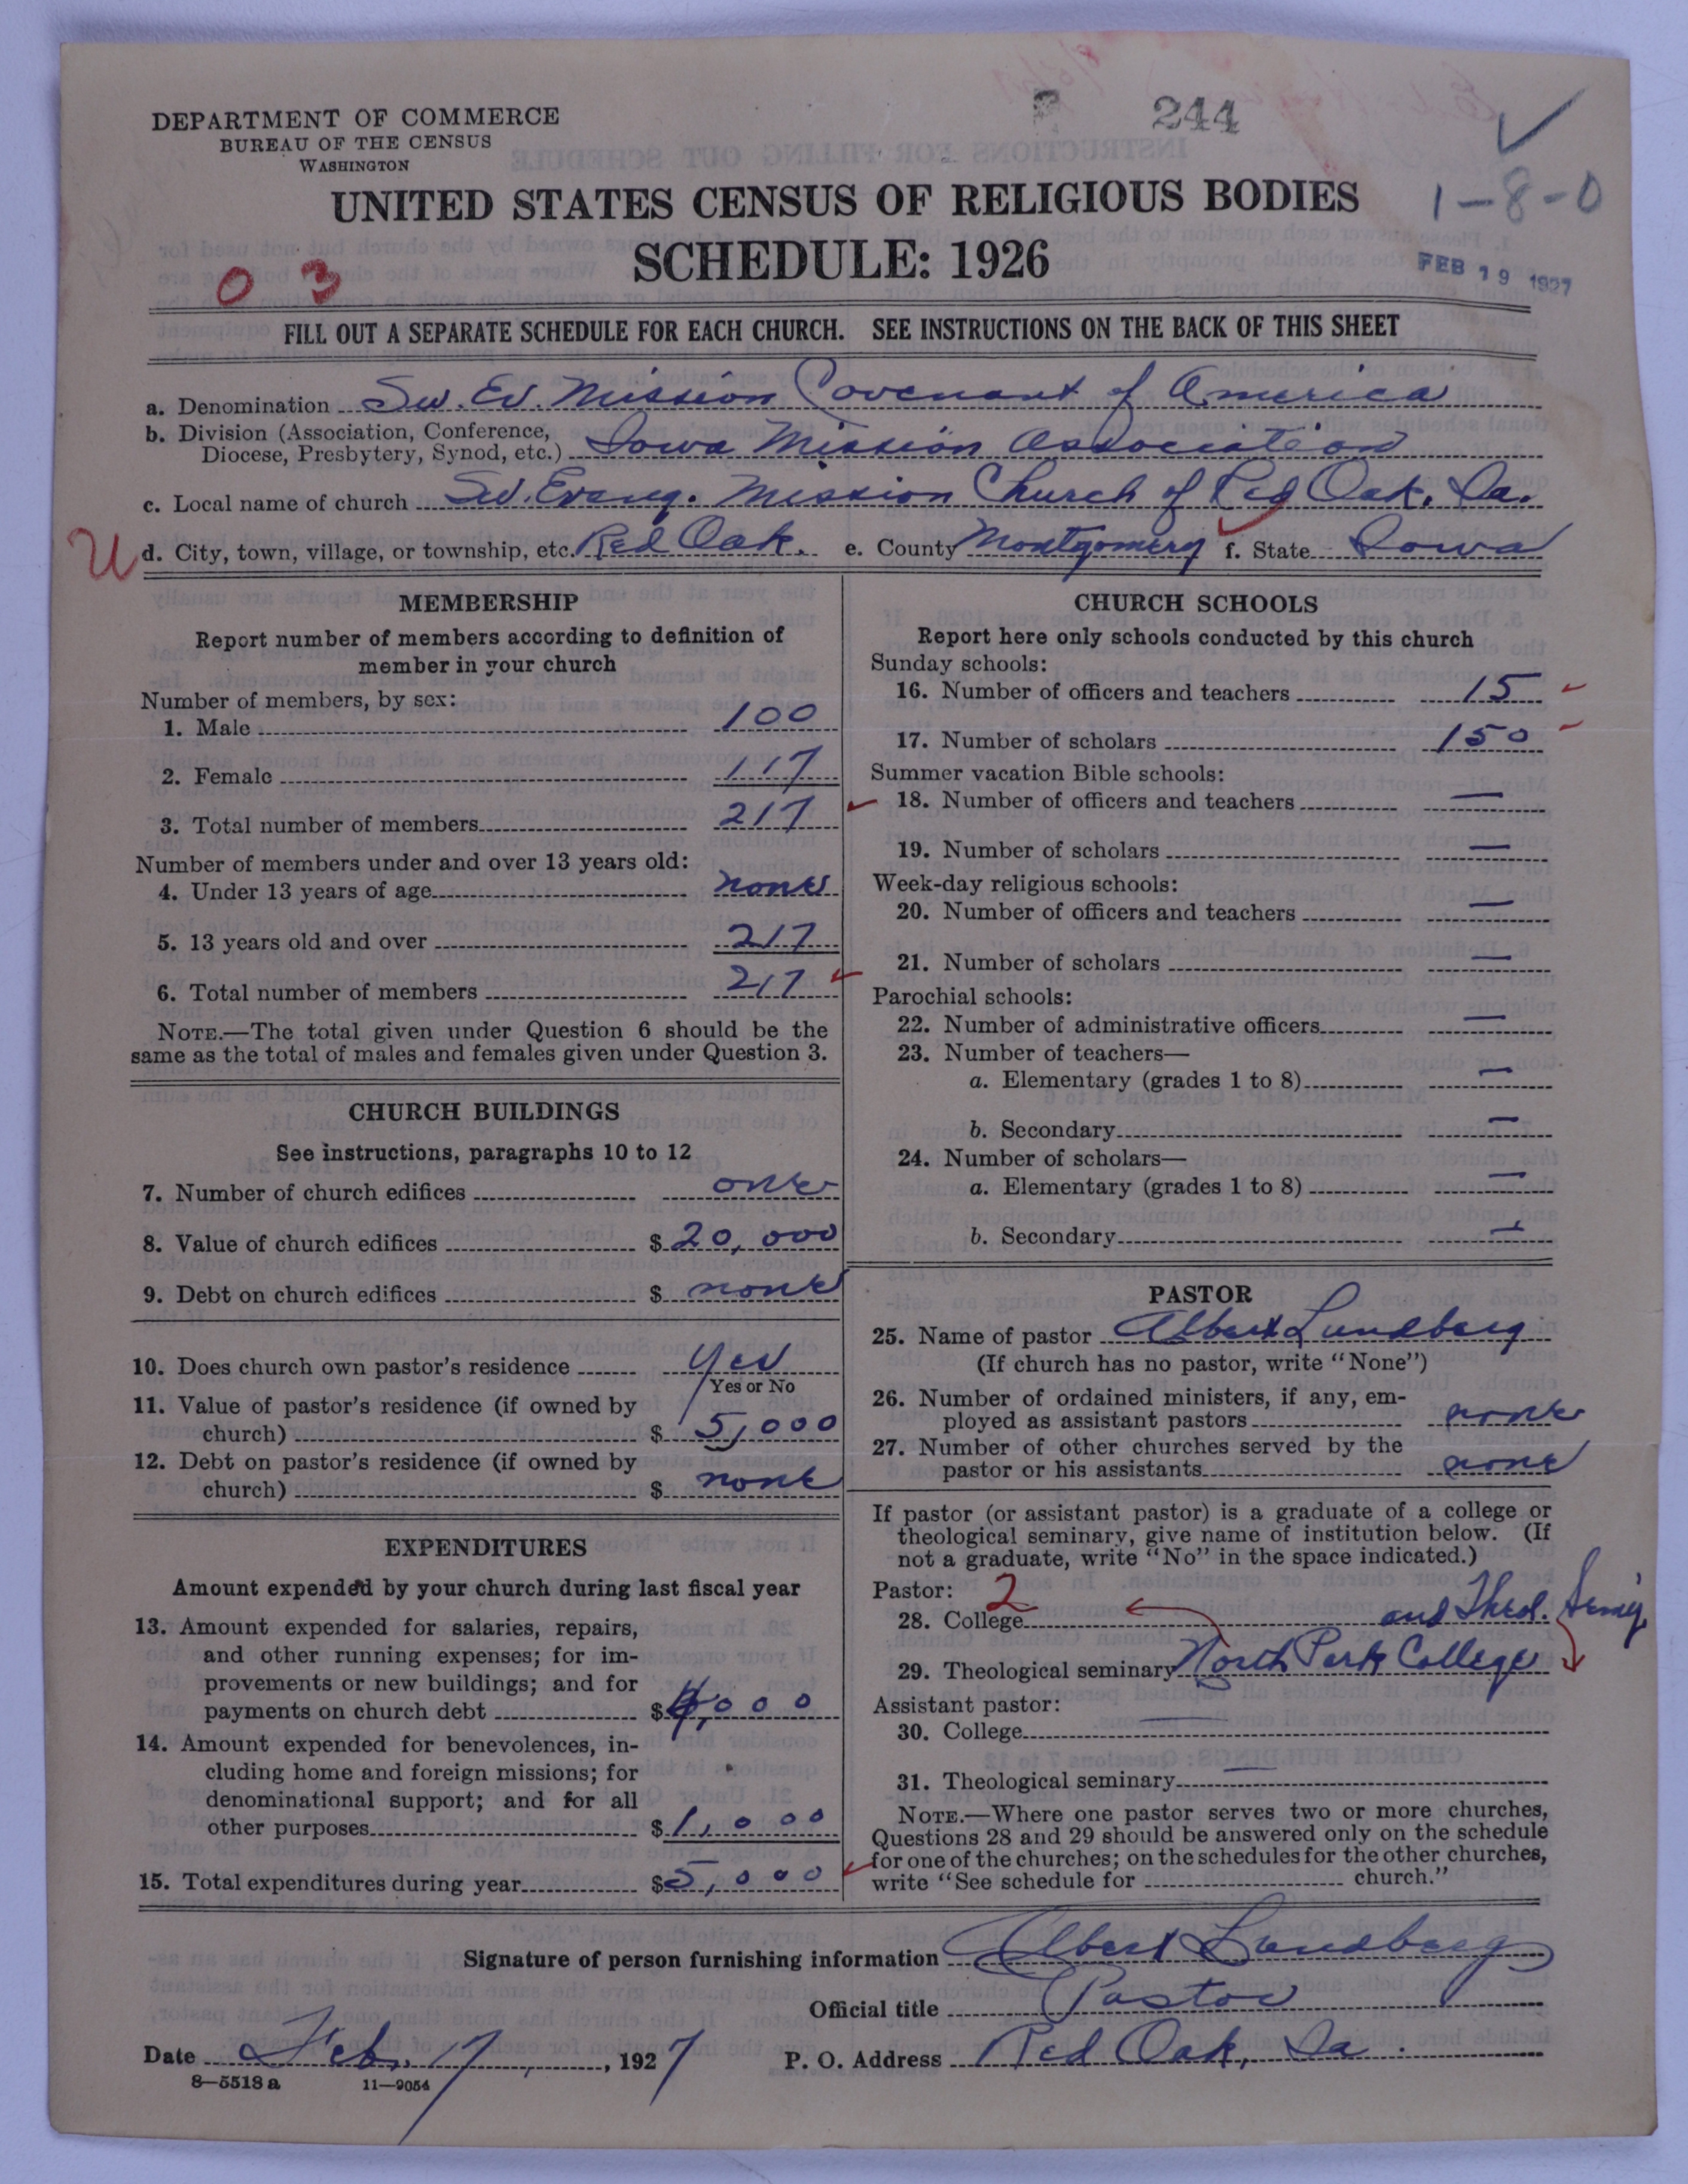 DEPARTMENT OF COMMERCE
BUREAU OF THE CENSUS
WASHINGTON
244
UNITED STATES CENSUS OF RELIGIOUS BODIES
1-8-0
SCHEDULE: 1926
FEB 19 1927
0 3
FILL OUT A SEPARATE SCHEDULE FOR EACH CHURCH. SEE INSTRUCTIONS ON THE BACK OF THIS SHEET
a. Denomination Sw. Ev. Mission Covenant of America
b. Division (Association, Conference,
Diocese, Presbytery, Synod, etc.) Iowa Mission Association
c. Local name of church Sw. Evang. Mission Church of Red Oak, Ia.
U d. City, town, village, or township, etc. Red Oak. e. County Montgomery f. State Iowa
MEMBERSHIP
Report number of members according to definition of
member in your church
Number of members, by sex:
1. Male 100
2. Female 117
3. Total number of members 217
Number of members under and over 13 years old:
4. Under 13 years of age none
5. 13 years old and over 217
6. Total number of members 217
NOTE.—The total given under Question 6 should be the
same as the total of males and females given under Question 3.
CHURCH BUILDINGS
See instructions, paragraphs 10 to 12
7. Number of church edifices one
8. Value of church edifices $ 20,000
9. Debt on church edifices $ none
10. Does church own pastor's residence Yes
Yes or No
11. Value of pastor's residence (if owned by
church) $ 5,000
12. Debt on pastor's residence (if owned by
church) $ none
EXPENDITURES
Amount expended by your church during last fiscal year
13. Amount expended for salaries, repairs,
and other running expenses; for im-
provements or new buildings; and for
payments on church debt $ 4,000
14. Amount expended for benevolences, in-
cluding home and foreign missions; for
denominational support; and for all
other purposes $ 1,000
15. Total expenditures during year $ 5,000
CHURCH SCHOOLS
Report here only schools conducted by this church
Sunday schools:
16. Number of officers and teachers 15
17. Number of scholars 150
Summer vacation Bible schools:
18. Number of officers and teachers —
19. Number of scholars —
Week-day religious schools:
20. Number of officers and teachers —
21. Number of scholars —
Parochial schools:
22. Number of administrative officers —
23. Number of teachers—
a. Elementary (grades 1 to 8) —
b. Secondary —
24. Number of scholars—
a. Elementary (grades 1 to 8) —
b. Secondary —
PASTOR
25. Name of pastor Albert Lundberg
(If church has no pastor, write "None")
26. Number of ordained ministers, if any, em-
ployed as assistant pastors none
27. Number of other churches served by the
pastor or his assistants none
If pastor (or assistant pastor) is a graduate of a college or
theological seminary, give name of institution below. (If
not a graduate, write "No" in the space indicated.)
Pastor: 2
28. College and Theol. Seminy.
29. Theological seminary North Park College
Assistant pastor:
30. College —
31. Theological seminary —
NOTE.—Where one pastor serves two or more churches,
Questions 28 and 29 should be answered only on the schedule
for one of the churches; on the schedules for the other churches,
write "See schedule for church."
Signature of person furnishing information Albert Lundberg
Official title Pastor
Date Feb. 17, 1927 P. O. Address Red Oak, Ia.
8—5518 a 11—9054